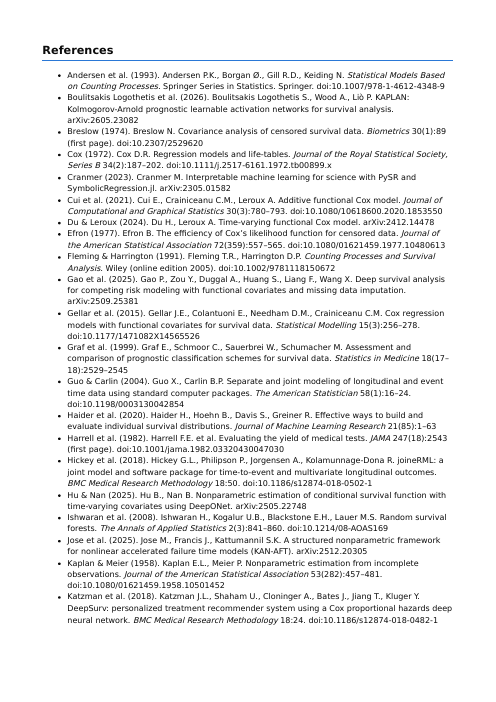 References
• Andersen et al. (1993). Andersen P.K., Borgan Ø., Gill R.D., Keiding N. Statistical Models Based
on Counting Processes. Springer Series in Statistics. Springer. doi:10.1007/978-1-4612-4348-9
• Boulitsakis Logothetis et al. (2026). Boulitsakis Logothetis S., Wood A., Liò P. KAPLAN:
Kolmogorov-Arnold prognostic learnable activation networks for survival analysis.
arXiv:2605.23082
• Breslow (1974). Breslow N. Covariance analysis of censored survival data. Biometrics 30(1):89
(first page). doi:10.2307/2529620
• Cox (1972). Cox D.R. Regression models and life-tables. Journal of the Royal Statistical Society,
Series B 34(2):187–202. doi:10.1111/j.2517-6161.1972.tb00899.x
• Cranmer (2023). Cranmer M. Interpretable machine learning for science with PySR and
SymbolicRegression.jl. arXiv:2305.01582
• Cui et al. (2021). Cui E., Crainiceanu C.M., Leroux A. Additive functional Cox model. Journal of
Computational and Graphical Statistics 30(3):780–793. doi:10.1080/10618600.2020.1853550
• Du & Leroux (2024). Du H., Leroux A. Time-varying functional Cox model. arXiv:2412.14478
• Efron (1977). Efron B. The efficiency of Cox's likelihood function for censored data. Journal of
the American Statistical Association 72(359):557–565. doi:10.1080/01621459.1977.10480613
• Fleming & Harrington (1991). Fleming T.R., Harrington D.P. Counting Processes and Survival
Analysis. Wiley (online edition 2005). doi:10.1002/9781118150672
• Gao et al. (2025). Gao P., Zou Y., Duggal A., Huang S., Liang F., Wang X. Deep survival analysis
for competing risk modeling with functional covariates and missing data imputation.
arXiv:2509.25381
• Gellar et al. (2015). Gellar J.E., Colantuoni E., Needham D.M., Crainiceanu C.M. Cox regression
models with functional covariates for survival data. Statistical Modelling 15(3):256–278.
doi:10.1177/1471082X14565526
• Graf et al. (1999). Graf E., Schmoor C., Sauerbrei W., Schumacher M. Assessment and
comparison of prognostic classification schemes for survival data. Statistics in Medicine 18(17–
18):2529–2545
• Guo & Carlin (2004). Guo X., Carlin B.P. Separate and joint modeling of longitudinal and event
time data using standard computer packages. The American Statistician 58(1):16–24.
doi:10.1198/0003130042854
• Haider et al. (2020). Haider H., Hoehn B., Davis S., Greiner R. Effective ways to build and
evaluate individual survival distributions. Journal of Machine Learning Research 21(85):1–63
• Harrell et al. (1982). Harrell F.E. et al. Evaluating the yield of medical tests. JAMA 247(18):2543
(first page). doi:10.1001/jama.1982.03320430047030
• Hickey et al. (2018). Hickey G.L., Philipson P., Jorgensen A., Kolamunnage-Dona R. joineRML: a
joint model and software package for time-to-event and multivariate longitudinal outcomes.
BMC Medical Research Methodology 18:50. doi:10.1186/s12874-018-0502-1
• Hu & Nan (2025). Hu B., Nan B. Nonparametric estimation of conditional survival function with
time-varying covariates using DeepONet. arXiv:2505.22748
• Ishwaran et al. (2008). Ishwaran H., Kogalur U.B., Blackstone E.H., Lauer M.S. Random survival
forests. The Annals of Applied Statistics 2(3):841–860. doi:10.1214/08-AOAS169
• Jose et al. (2025). Jose M., Francis J., Kattumannil S.K. A structured nonparametric framework
for nonlinear accelerated failure time models (KAN-AFT). arXiv:2512.20305
• Kaplan & Meier (1958). Kaplan E.L., Meier P. Nonparametric estimation from incomplete
observations. Journal of the American Statistical Association 53(282):457–481.
doi:10.1080/01621459.1958.10501452
• Katzman et al. (2018). Katzman J.L., Shaham U., Cloninger A., Bates J., Jiang T., Kluger Y.
DeepSurv: personalized treatment recommender system using a Cox proportional hazards deep
neural network. BMC Medical Research Methodology 18:24. doi:10.1186/s12874-018-0482-1